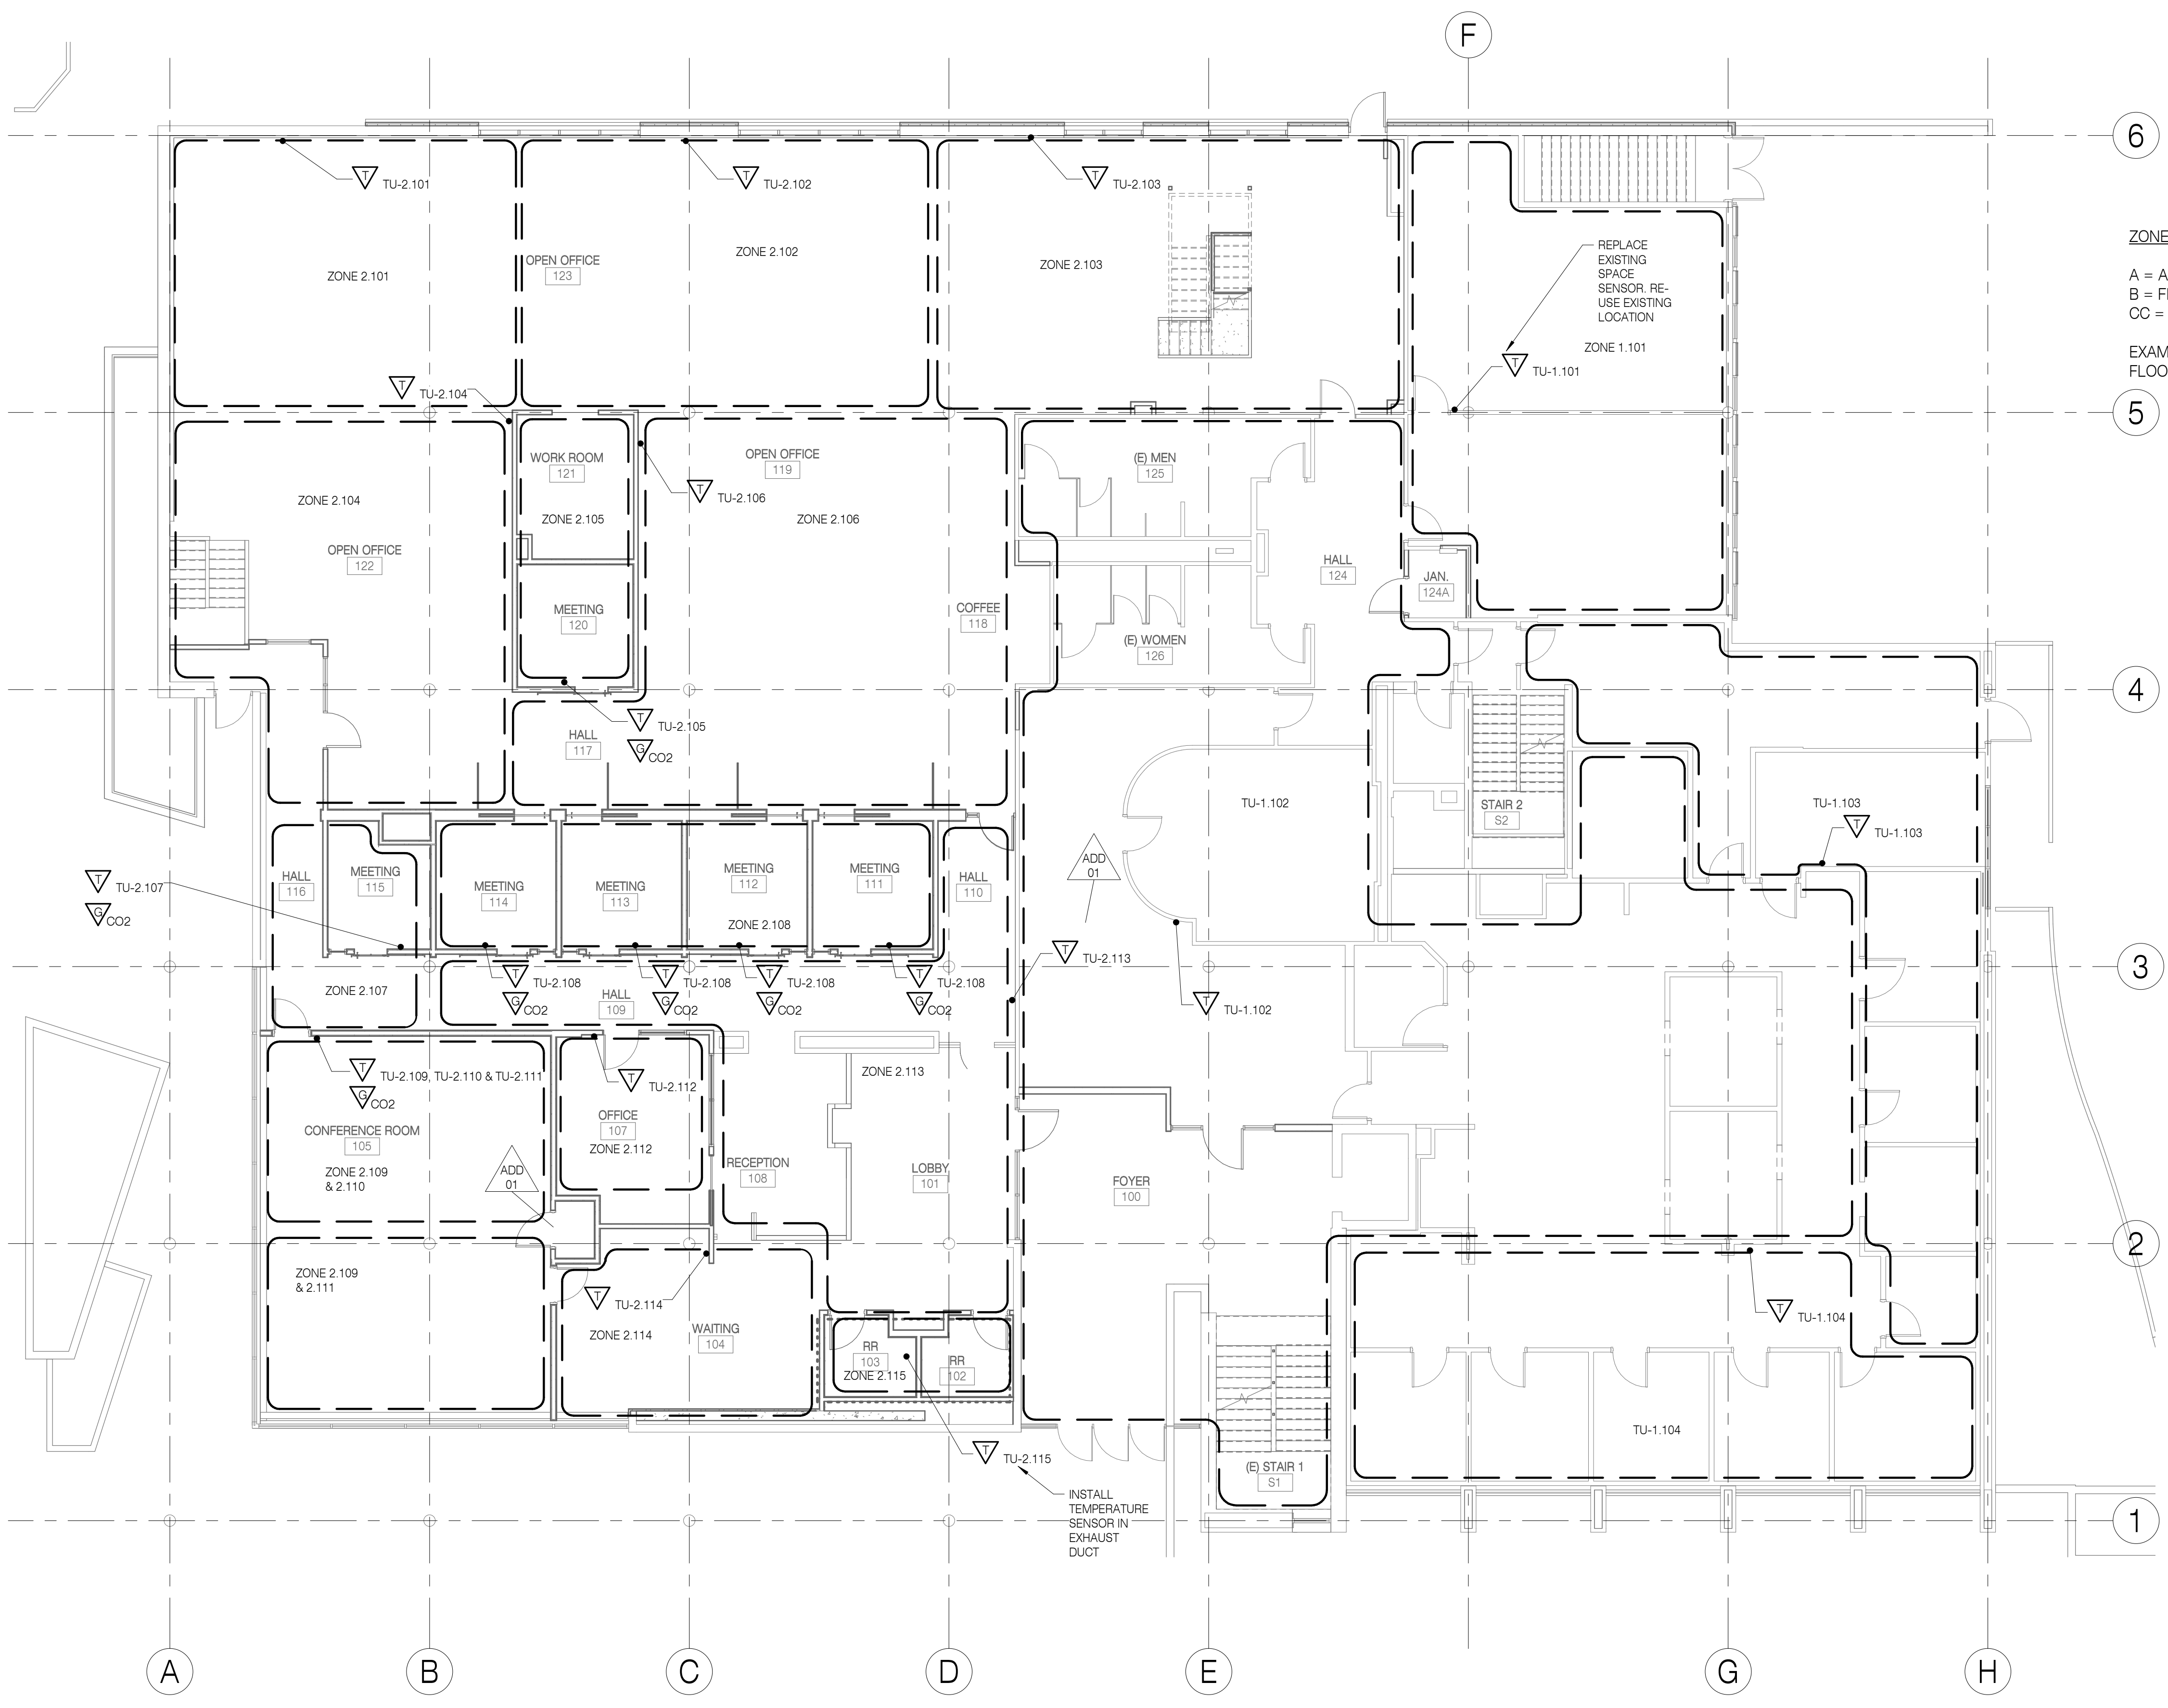 F
6
T
TU-2.101
T
TU-2.102
T
TU-2.103
ZONE 2.101
OPEN OFFICE
123
ZONE 2.102
ZONE 2.103
REPLACE
EXISTING
SPACE
SENSOR. RE-
USE EXISTING
LOCATION
ZONE 1.101
T
TU-1.101
ZONE
A = A
B = F
CC =
EXAM
FLOO
T
TU-2.104
5
WORK ROOM
121
ZONE 2.105
OPEN OFFICE
119
T
TU-2.106
ZONE 2.106
(E) MEN
125
ZONE 2.104
OPEN OFFICE
122
MEETING
120
COFFEE
118
(E) WOMEN
126
HALL
124
JAN.
124A
4
T
TU-2.105
G
CO2
HALL
117
TU-1.102
STAIR 2
S2
TU-1.103
T
TU-1.103
ADD
01
T
TU-2.107
G
CO2
HALL
116
MEETING
115
MEETING
114
MEETING
113
MEETING
112
ZONE 2.108
MEETING
111
HALL
110
T
TU-2.113
3
ZONE 2.107
T
TU-2.108
G
CO2
HALL
109
T
TU-2.108
G
CO2
T
TU-2.108
G
CO2
T
TU-2.108
G
CO2
T
TU-1.102
T
TU-2.109, TU-2.110 & TU-2.111
G
CO2
T
TU-2.112
ZONE 2.113
CONFERENCE ROOM
105
ZONE 2.109
& 2.110
ADD
01
OFFICE
107
ZONE 2.112
RECEPTION
108
LOBBY
101
FOYER
100
2
ZONE 2.109
& 2.111
T
TU-2.114
ZONE 2.114
WAITING
104
RR
103
ZONE 2.115
RR
102
T
TU-1.104
TU-1.104
T
TU-2.115
INSTALL
TEMPERATURE
SENSOR IN
EXHAUST
DUCT
(E) STAIR 1
S1
1
A
B
C
D
E
G
H